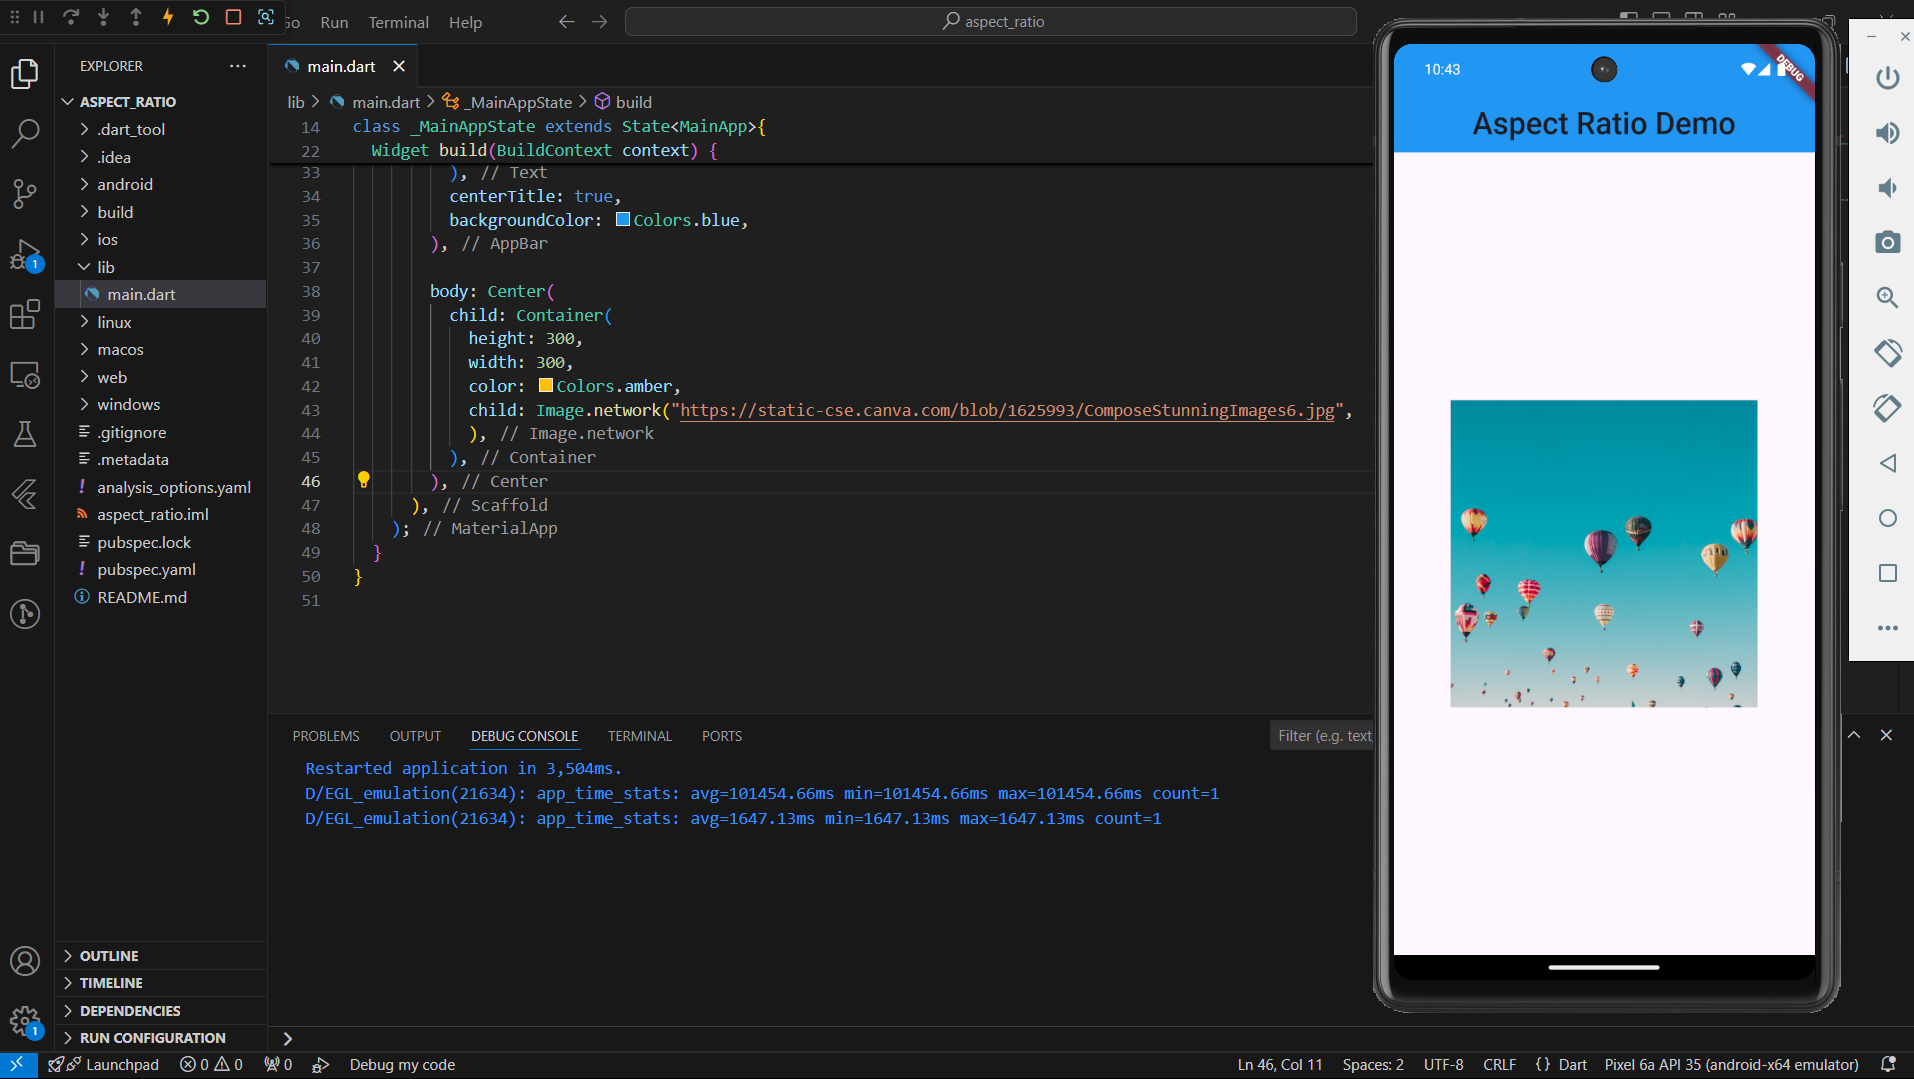 Go Run Terminal Help
aspect_ratio
EXPLORER
ASPECT_RATIO
.dart_tool
.idea
android
build
ios
lib
main.dart
linux
macos
web
windows
.gitignore
.metadata
analysis_options.yaml
aspect_ratio.iml
pubspec.lock
pubspec.yaml
README.md
1
OUTLINE
TIMELINE
DEPENDENCIES
RUN CONFIGURATION
1
main.dart
lib > main.dart > _MainAppState > build
14 class _MainAppState extends State<MainApp>{
22 Widget build(BuildContext context) {
33 ), // Text
34 centerTitle: true,
35 backgroundColor: Colors.blue,
36 ), // AppBar
37
38 body: Center(
39 child: Container(
40 height: 300,
41 width: 300,
42 color: Colors.amber,
43 child: Image.network("https://static-cse.canva.com/blob/1625993/ComposeStunningImages6.jpg",
44 ), // Image.network
45 ), // Container
46 ), // Center
47 ), // Scaffold
48 ); // MaterialApp
49 }
50 }
51
PROBLEMS OUTPUT DEBUG CONSOLE TERMINAL PORTS
Filter (e.g. text
Restarted application in 3,504ms.
D/EGL_emulation(21634): app_time_stats: avg=101454.66ms min=101454.66ms max=101454.66ms count=1
D/EGL_emulation(21634): app_time_stats: avg=1647.13ms min=1647.13ms max=1647.13ms count=1
10:43
DEBUG
Aspect Ratio Demo
Launchpad 0 0 0 Debug my code
Ln 46, Col 11 Spaces: 2 UTF-8 CRLF {} Dart Pixel 6a API 35 (android-x64 emulator)